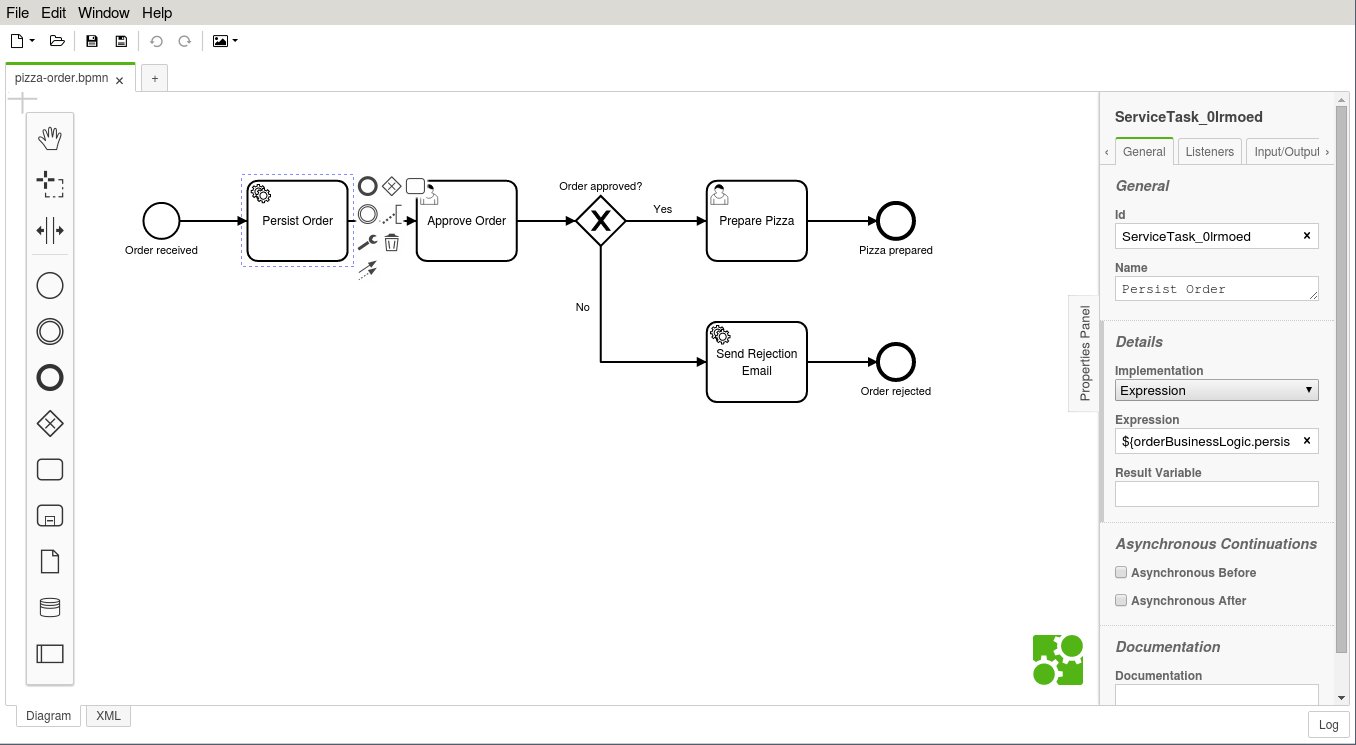 File Edit Window Help
pizza-order.bpmn
+
Order received
Persist Order
Approve Order
Order approved?
X
Yes
Prepare Pizza
Pizza prepared
No
Send Rejection
Email
Order rejected
Properties Panel
ServiceTask_0lrmoed
General Listeners Input/Output
General
Id
ServiceTask_0lrmoed
Name
Persist Order
Details
Implementation
Expression
Expression
${orderBusinessLogic.persis
Result Variable
Asynchronous Continuations
Asynchronous Before
Asynchronous After
Documentation
Documentation
Diagram XML
Log